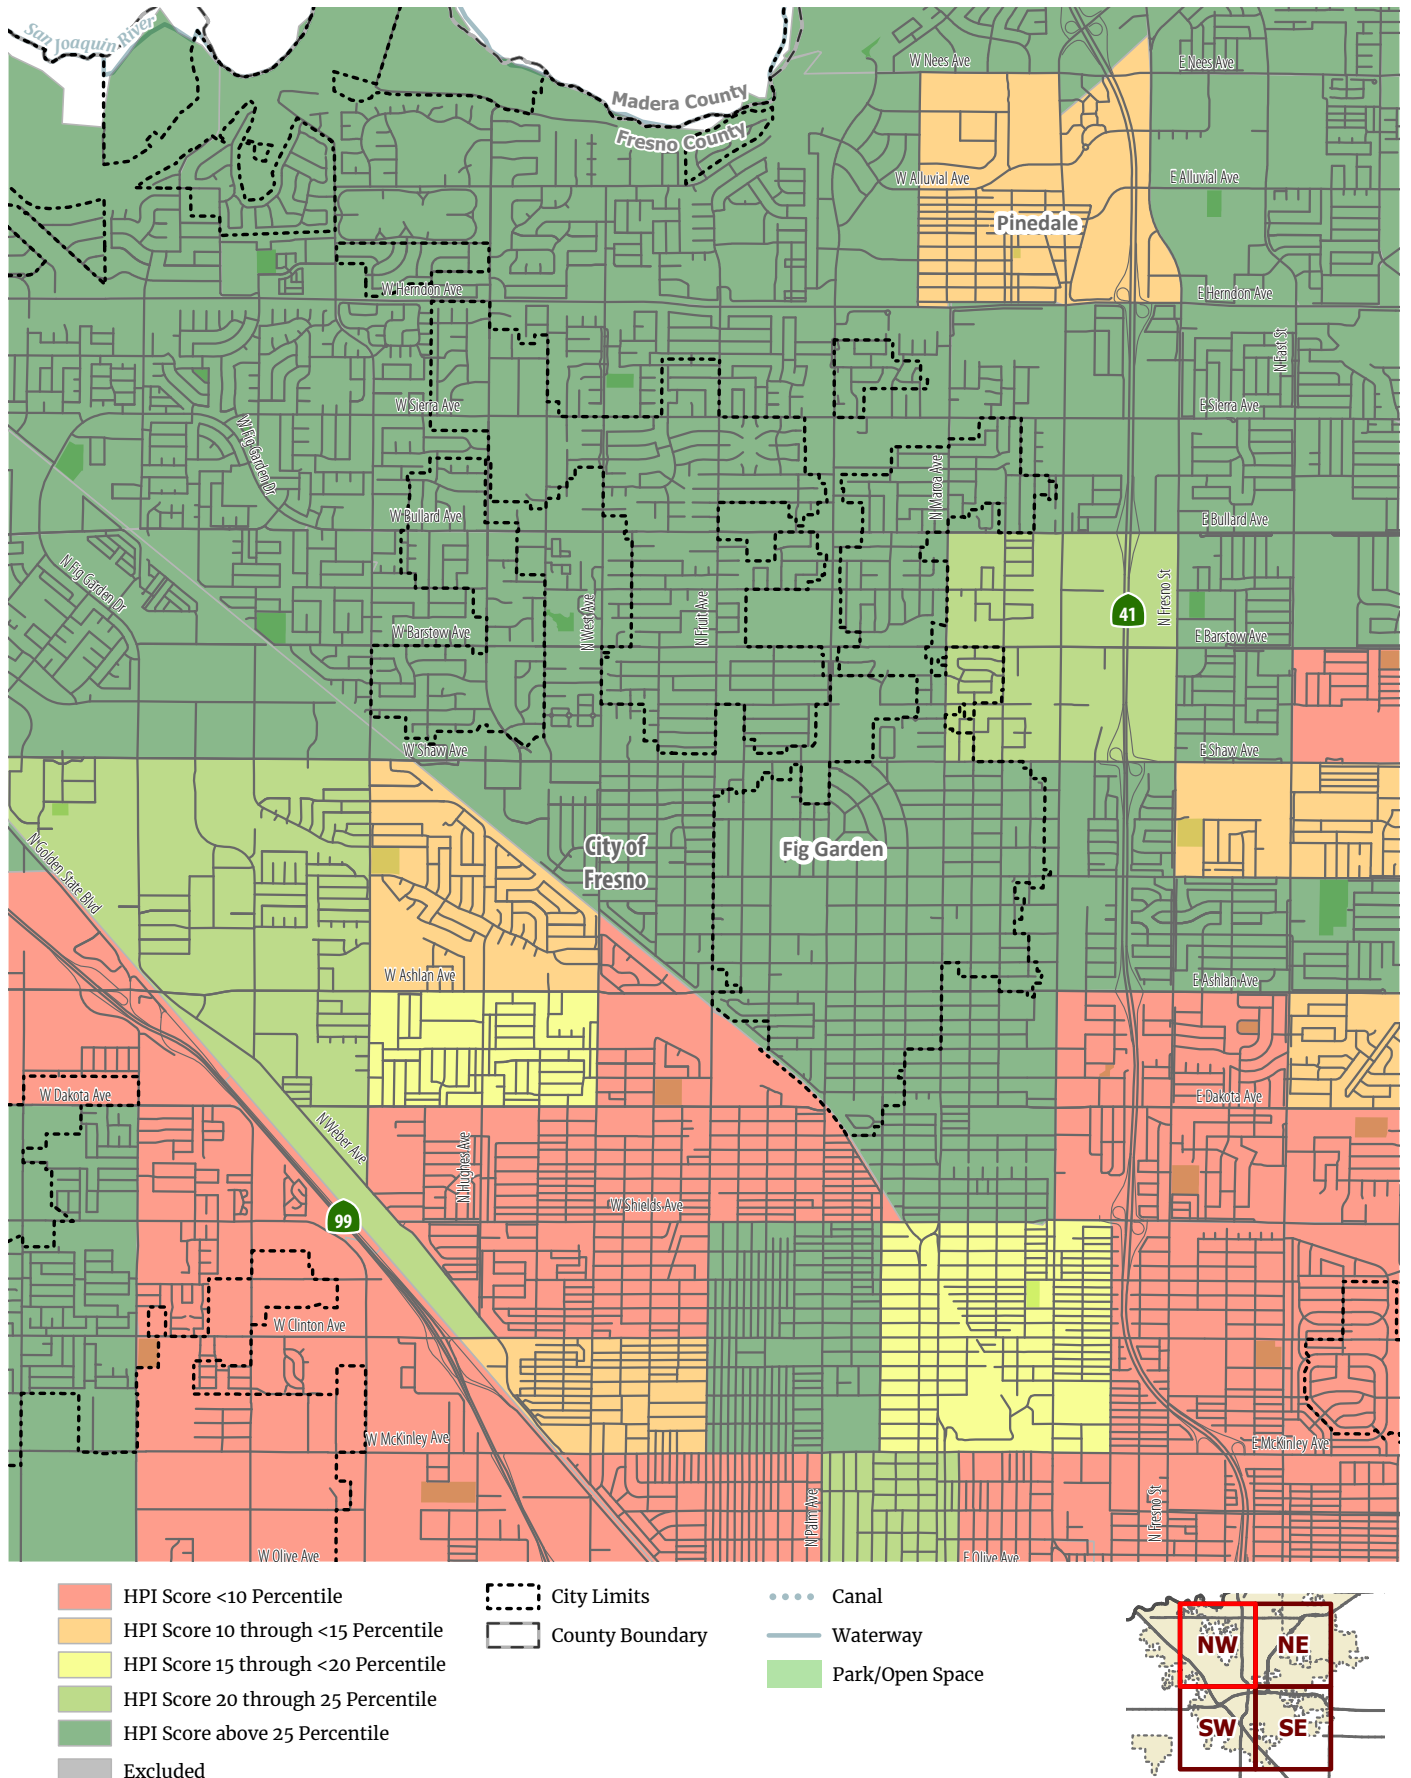 San Joaquin River
W Nees Ave
E Nees Ave
Madera County
Fresno County
W Alluvial Ave
E Alluvial Ave
Pinedale
W Herndon Ave
E Herndon Ave
N East St
W Sierra Ave
E Sierra Ave
W Fig Garden Dr
N Maroa Ave
W Bullard Ave
E Bullard Ave
N Fig Garden Dr
N West Ave
N Fruit Ave
41
N Fresno St
W Barstow Ave
E Barstow Ave
W Shaw Ave
E Shaw Ave
City of
Fresno
Fig Garden
N Golden State Blvd
W Ashlan Ave
E Ashlan Ave
W Dakota Ave
E Dakota Ave
N Weber Ave
N Hughes Ave
W Shields Ave
99
W Clinton Ave
W McKinley Ave
E McKinley Ave
N Palm Ave
N Fresno St
W Olive Ave
E Olive Ave
HPI Score <10 Percentile
HPI Score 10 through <15 Percentile
HPI Score 15 through <20 Percentile
HPI Score 20 through 25 Percentile
HPI Score above 25 Percentile
Excluded
City Limits
County Boundary
Canal
Waterway
Park/Open Space
NW
NE
SW
SE